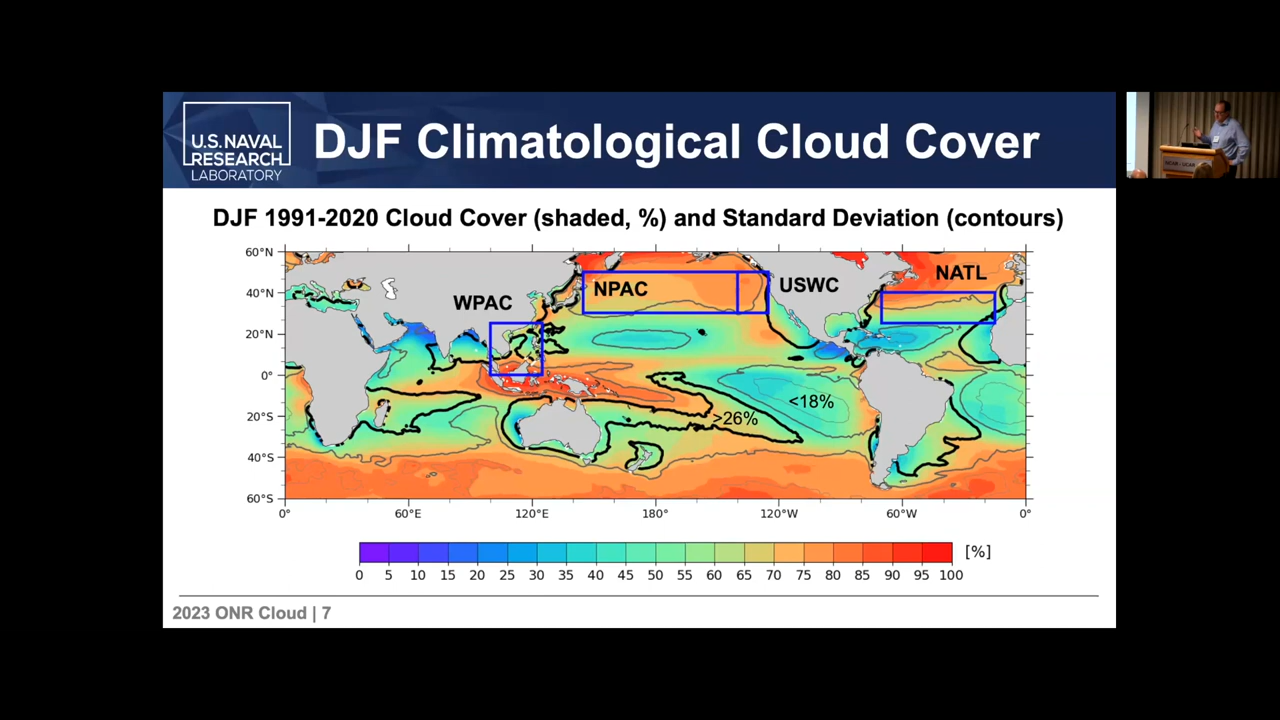 U.S. NAVAL
RESEARCH
LABORATORY
DJF Climatological Cloud Cover
DJF 1991-2020 Cloud Cover (shaded, %) and Standard Deviation (contours)
60°N
40°N
20°N
0°
20°S
40°S
60°S
WPAC
NPAC
USWC
NATL
<18%
>26%
0° 60°E 120°E 180° 120°W 60°W 0°
0 5 10 15 20 25 30 35 40 45 50 55 60 65 70 75 80 85 90 95 100
[%]
2023 ONR Cloud | 7